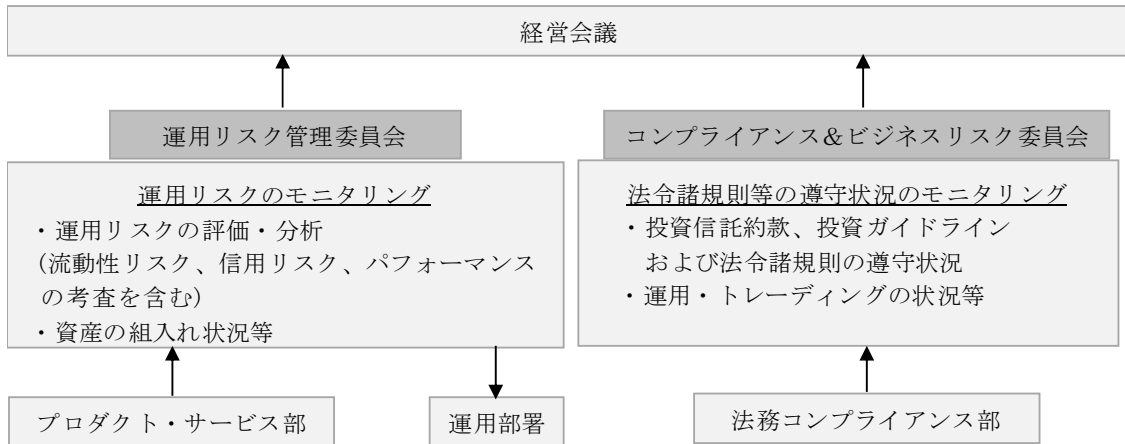 経営会議
運用リスク管理委員会
運用リスクのモニタリング
・運用リスクの評価・分析
(流動性リスク、信用リスク、パフォーマンス
の考査を含む)
・資産の組入れ状況等
プロダクト・サービス部
運用部署
コンプライアンス&ビジネスリスク委員会
法令諸規則等の遵守状況のモニタリング
・投資信託約款、投資ガイドライン
および法令諸規則の遵守状況
・運用・トレーディングの状況等
法務コンプライアンス部